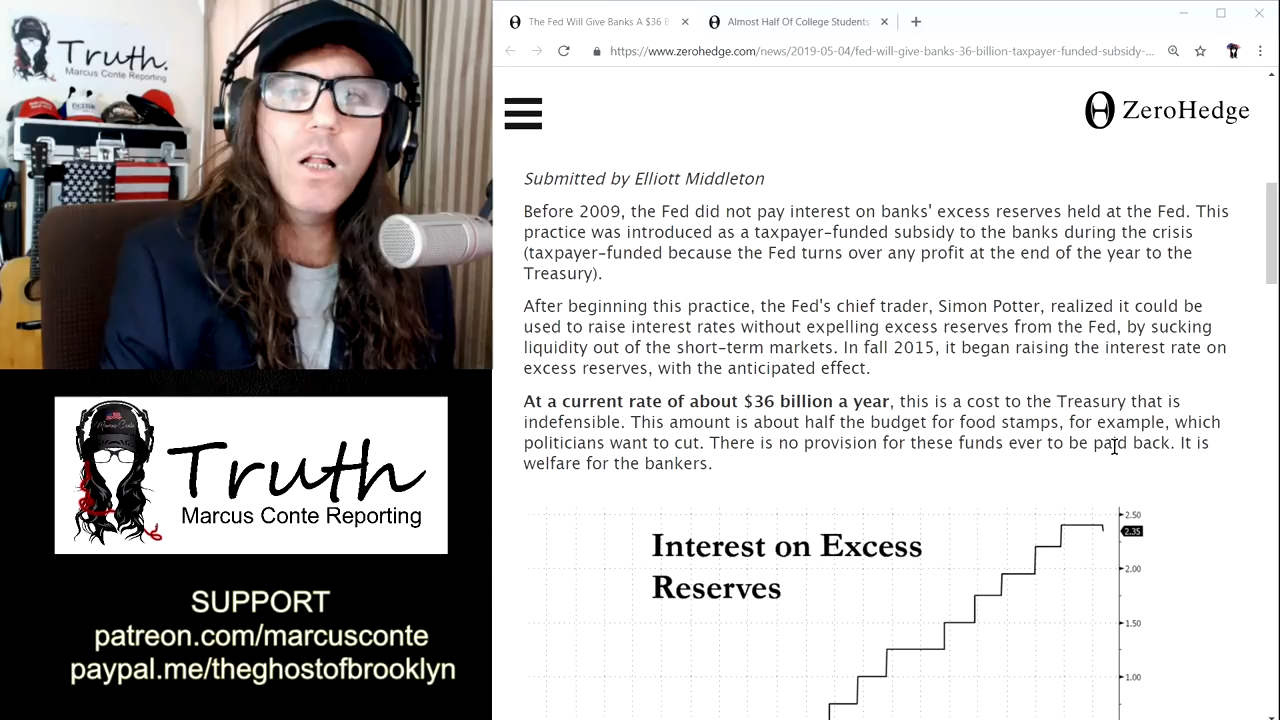 Truth.
Marcus Conte Reporting
The Fed Will Give Banks A $36 B
Almost Half Of College Students
https://www.zerohedge.com/news/2019-05-04/fed-will-give-banks-36-billion-taxpayer-funded-subsidy-...
ZeroHedge
Submitted by Elliott Middleton
Before 2009, the Fed did not pay interest on banks' excess reserves held at the Fed. This
practice was introduced as a taxpayer-funded subsidy to the banks during the crisis
(taxpayer-funded because the Fed turns over any profit at the end of the year to the
Treasury).
After beginning this practice, the Fed's chief trader, Simon Potter, realized it could be
used to raise interest rates without expelling excess reserves from the Fed, by sucking
liquidity out of the short-term markets. In fall 2015, it began raising the interest rate on
excess reserves, with the anticipated effect.
At a current rate of about $36 billion a year, this is a cost to the Treasury that is
indefensible. This amount is about half the budget for food stamps, for example, which
politicians want to cut. There is no provision for these funds ever to be paid back. It is
welfare for the bankers.
Interest on Excess
Reserves
2.50
2.35
2.00
1.50
1.00
Truth
Marcus Conte Reporting
SUPPORT
patreon.com/marcusconte
paypal.me/theghostofbrooklyn